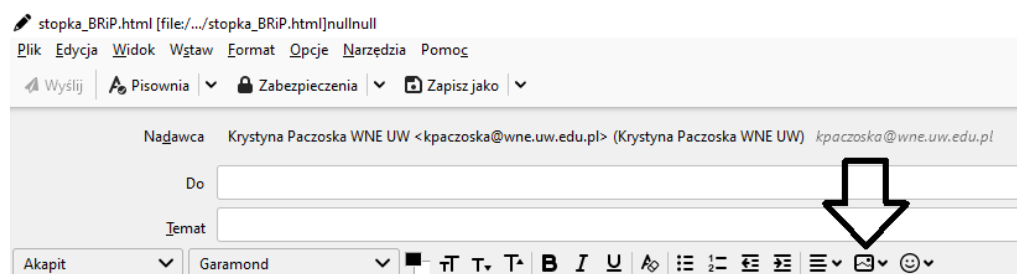 stopka_BRiP.html [file:/.../stopka_BRiP.html]nullnull
Plik Edycja Widok Wstaw Format Opcje Narzędzia Pomoc
Wyślij Pisownia Zabezpieczenia Zapisz jako
Nadawca Krystyna Paczoska WNE UW <kpaczoska@wne.uw.edu.pl> (Krystyna Paczoska WNE UW) kpaczoska@wne.uw.edu.pl
Do
Temat
Akapit Garamond